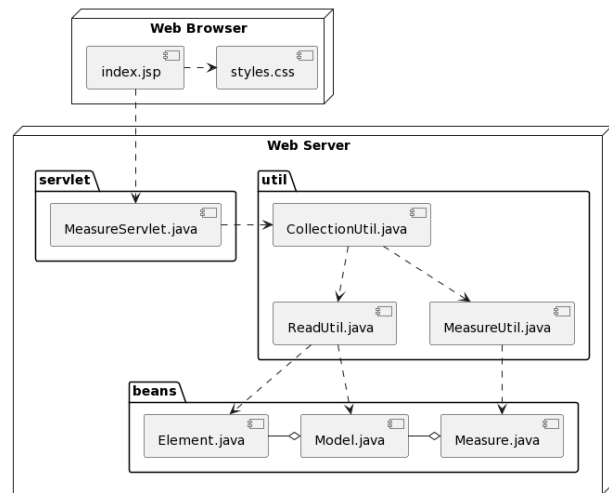 Web Browser
index.jsp
styles.css
Web Server
servlet
util
MeasureServlet.java
CollectionUtil.java
ReadUtil.java
MeasureUtil.java
beans
Element.java
Model.java
Measure.java